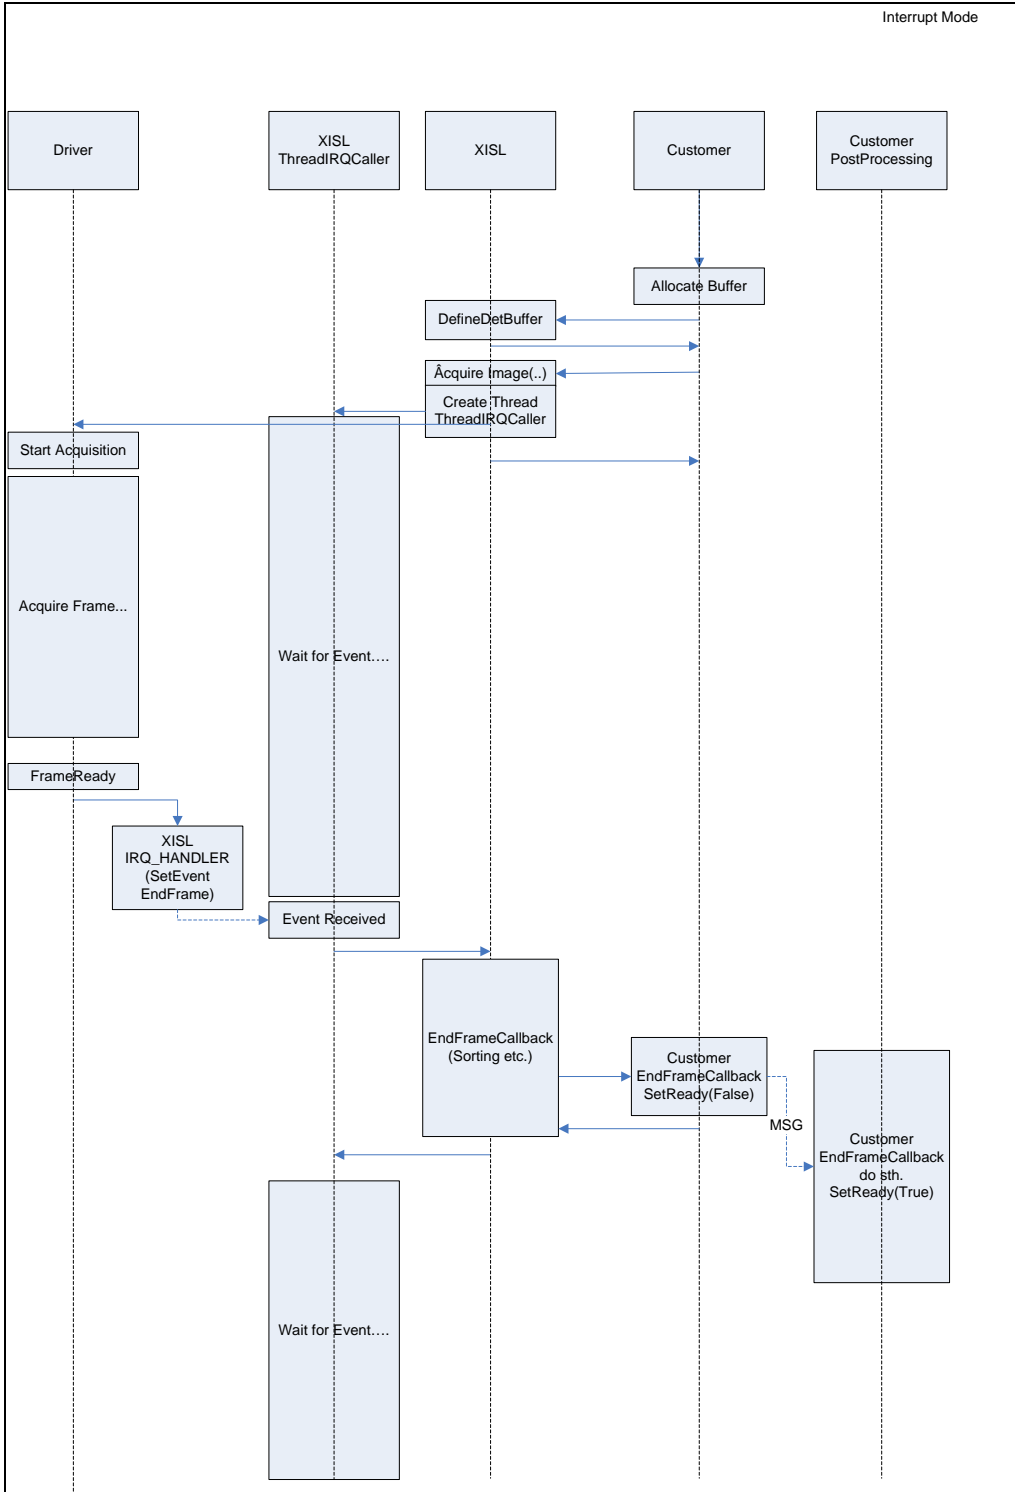 Interrupt Mode
Driver
XISL
ThreadIRQCaller
XISL
Customer
Customer
PostProcessing
Allocate Buffer
DefineDetBuffer
Âcquire Image(..)
Create Thread
ThreadIRQCaller
Start Acquisition
Acquire Frame...
Wait for Event….
FrameReady
XISL
IRQ_HANDLER
(SetEvent
EndFrame)
Event Received
EndFrameCallback
(Sorting etc.)
Customer
EndFrameCallback
SetReady(False)
MSG
Customer
EndFrameCallback
do sth.
SetReady(True)
Wait for Event….